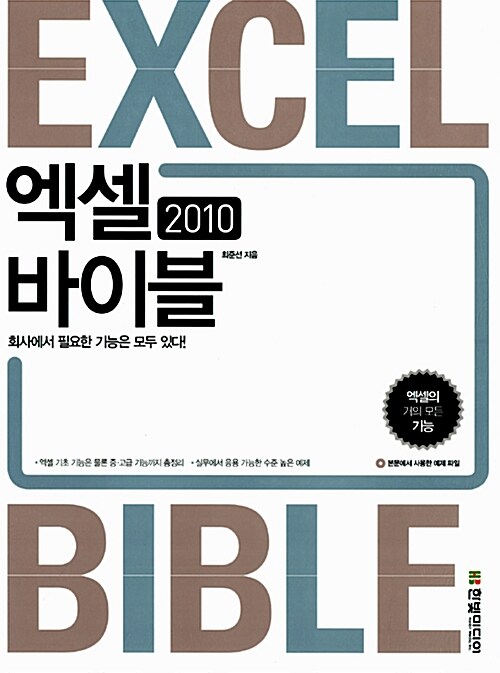 EXCEL
엑셀 2010
바이블
최준선 지음
회사에서 필요한 기능은 모두 있다!
엑셀의
거의 모든
기능
• 엑셀 기초 기능은 물론 중·고급 기능까지 총정리 • 실무에서 응용 가능한 수준 높은 예제
본문에서 사용한 예제 파일
BIBLE
HB 한빛미디어